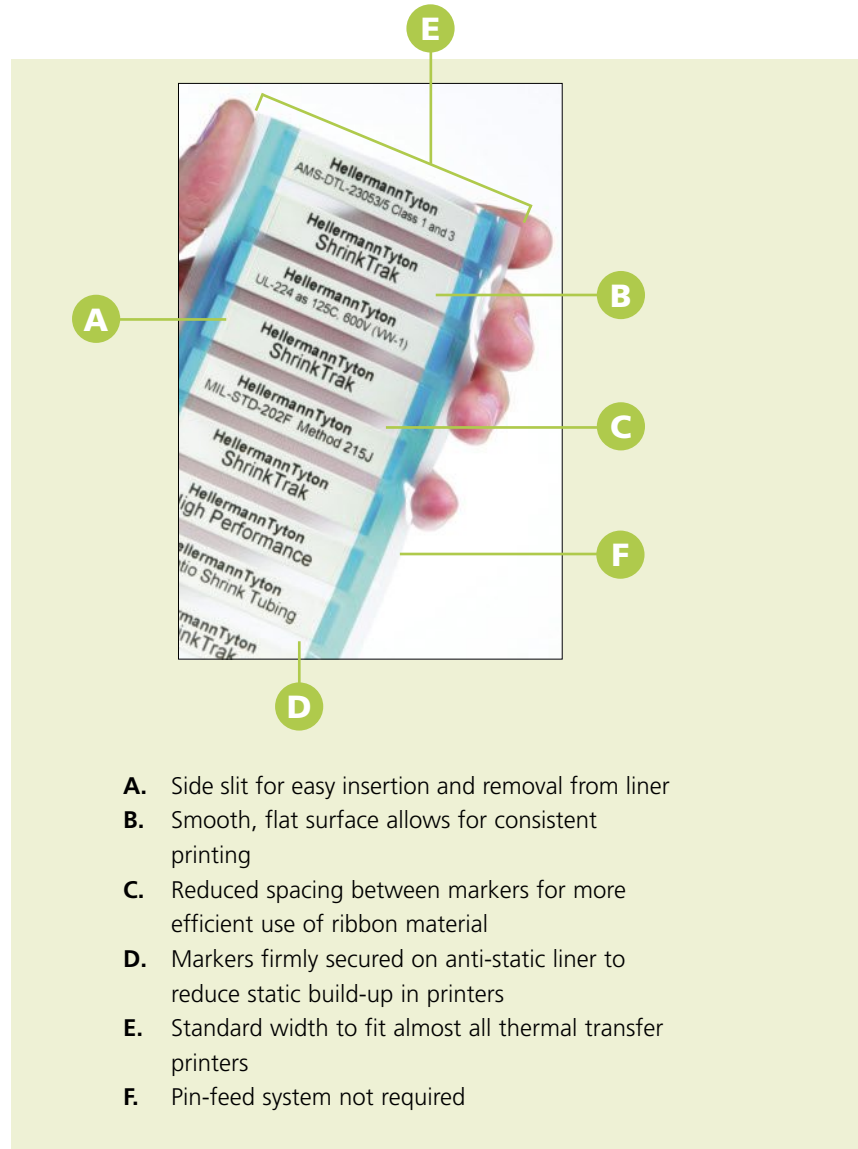 E
HellermannTyton
AMS-DTL-23053/5 Class 1 and 3
HellermannTyton
ShrinkTrak
HellermannTyton
UL-224 as 125C, 600V (VW-1)
HellermannTyton
ShrinkTrak
HellermannTyton
MIL-STD-202F Method 215J
HellermannTyton
ShrinkTrak
HellermannTyton
igh Performance
ellermannTyton
tio Shrink Tubing
rmannTyton
inkTrak
A
B
C
F
D
A. Side slit for easy insertion and removal from liner
B. Smooth, flat surface allows for consistent
printing
C. Reduced spacing between markers for more
efficient use of ribbon material
D. Markers firmly secured on anti-static liner to
reduce static build-up in printers
E. Standard width to fit almost all thermal transfer
printers
F. Pin-feed system not required